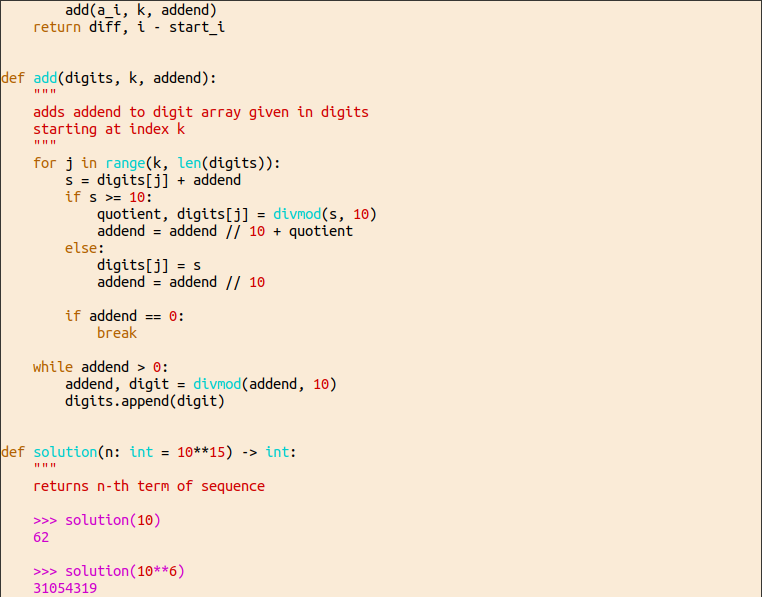 add(a_i, k, addend)
    return diff, i - start_i


def add(digits, k, addend):
    """
    adds addend to digit array given in digits
    starting at index k
    """
    for j in range(k, len(digits)):
        s = digits[j] + addend
        if s >= 10:
            quotient, digits[j] = divmod(s, 10)
            addend = addend // 10 + quotient
        else:
            digits[j] = s
            addend = addend // 10

        if addend == 0:
            break

    while addend > 0:
        addend, digit = divmod(addend, 10)
        digits.append(digit)


def solution(n: int = 10**15) -> int:
    """
    returns n-th term of sequence

    >>> solution(10)
    62

    >>> solution(10**6)
    31054319